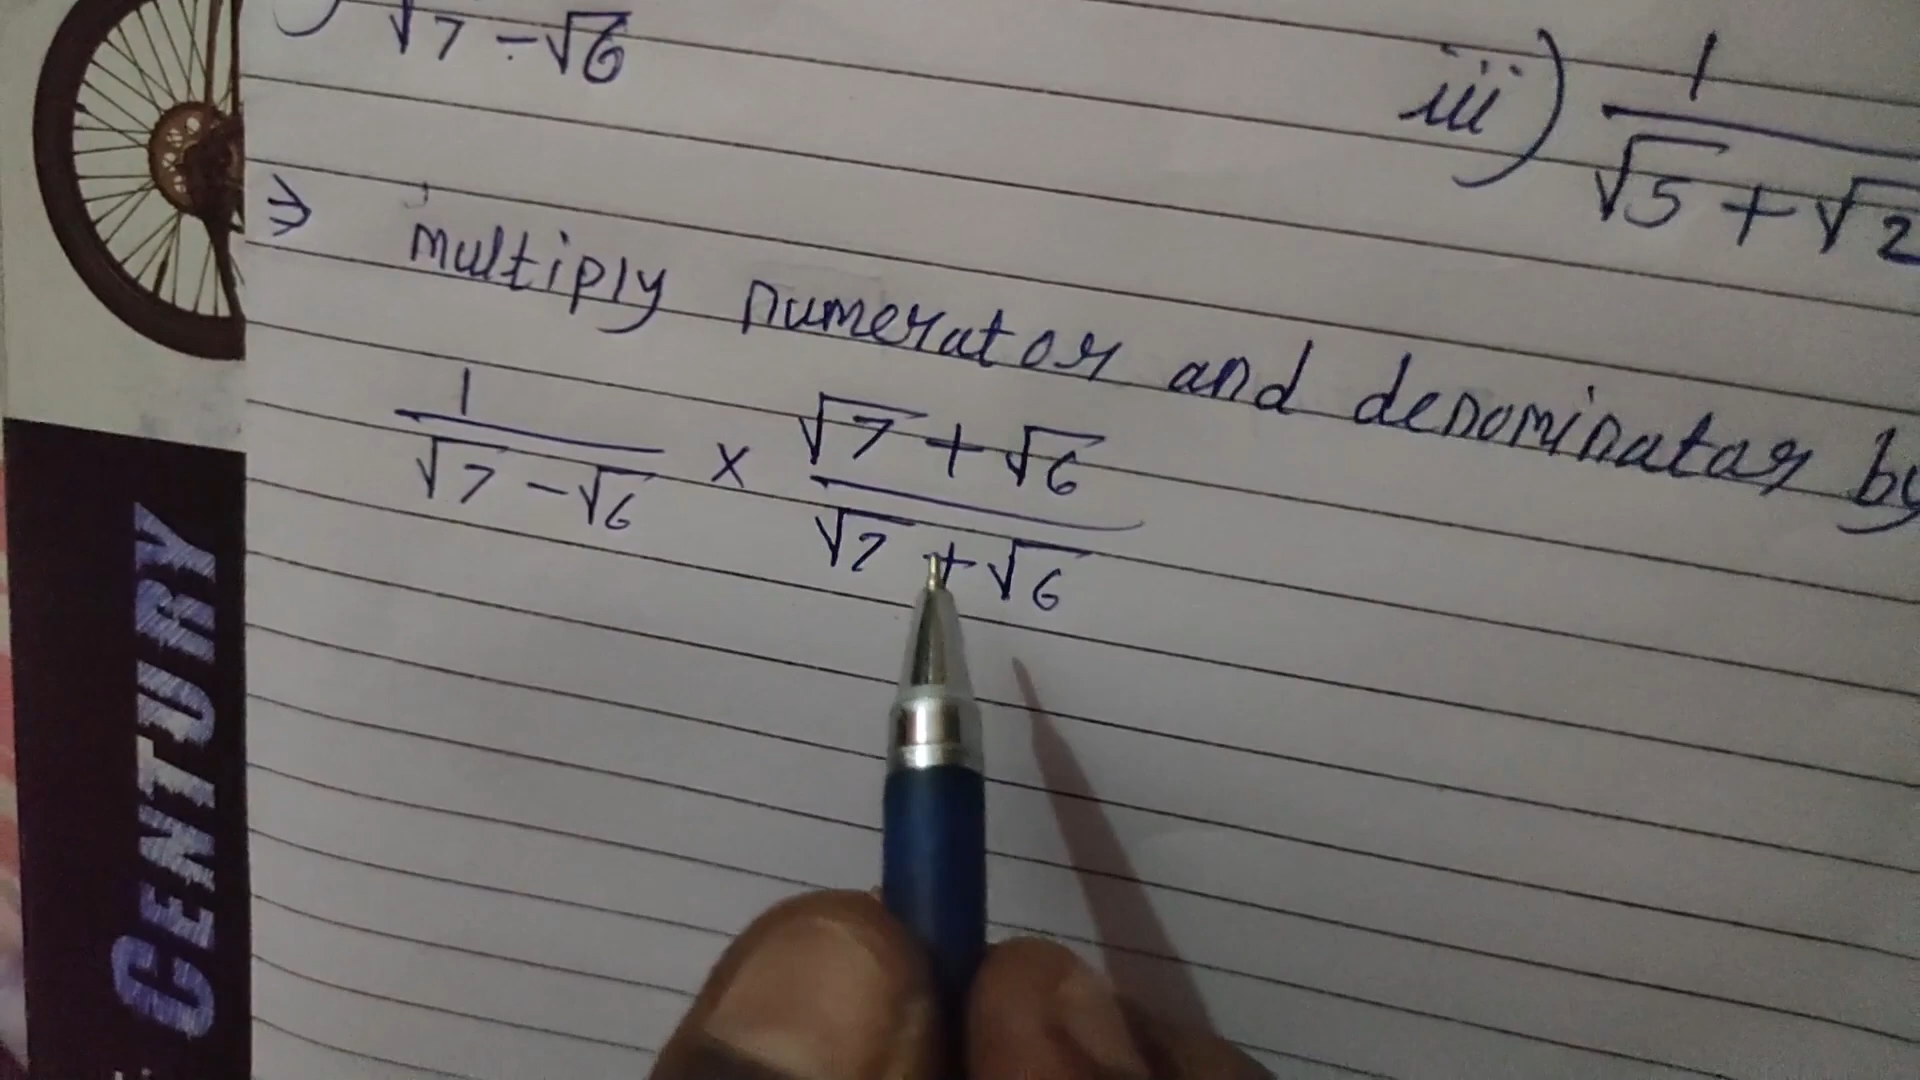 √7 - √6
iii) 1
√5 + √2
⇒ multiply numerator and denominator by
1/(√7 - √6) × (√7 + √6)/(√7 + √6)
CENTURY